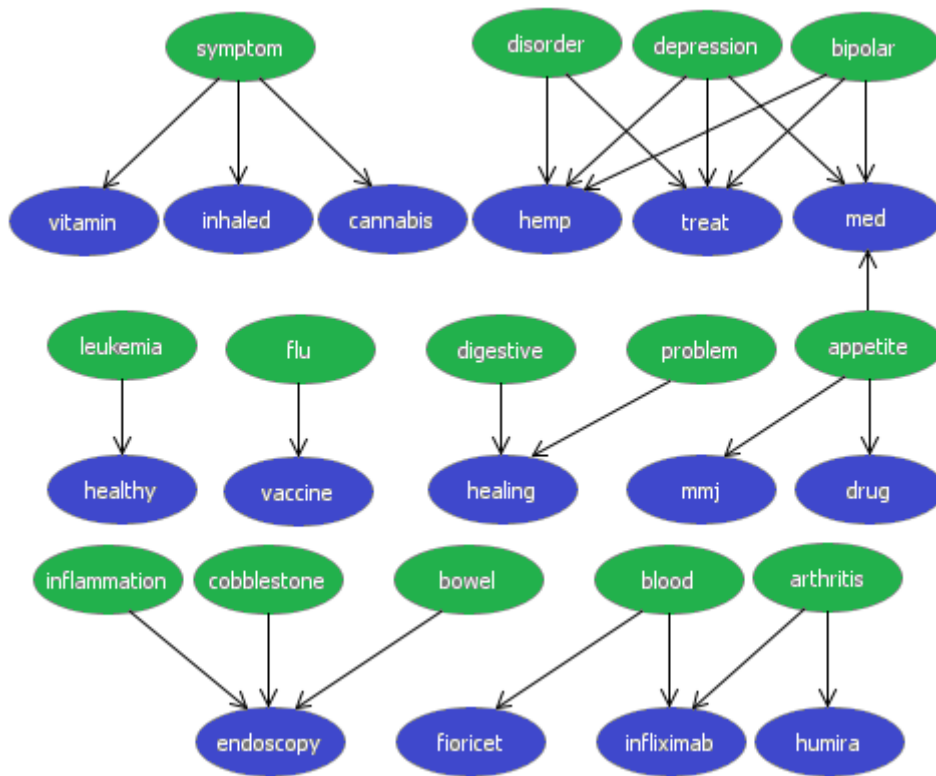 symptom
disorder
depression
bipolar
vitamin
inhaled
cannabis
hemp
treat
med
leukemia
flu
digestive
problem
appetite
healthy
vaccine
healing
mmj
drug
inflammation
cobblestone
bowel
blood
arthritis
endoscopy
fioricet
infliximab
humira